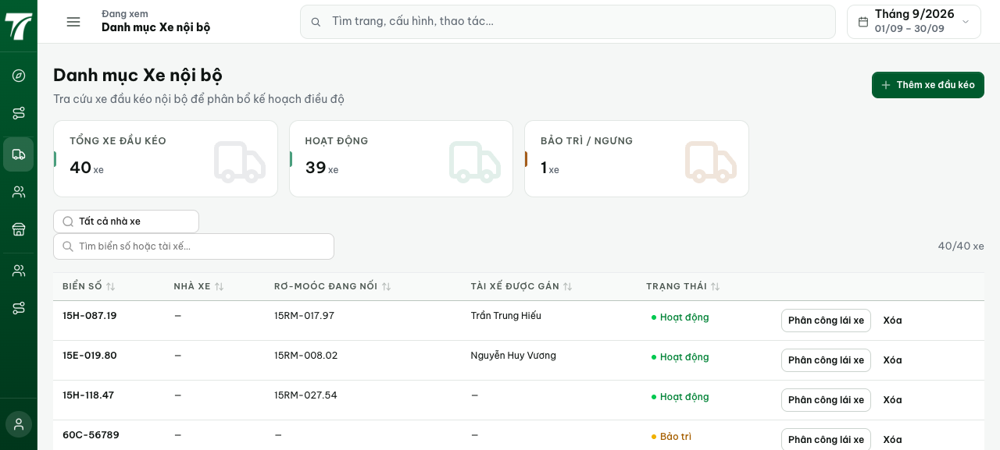 Đang xem
Danh mục Xe nội bộ
Tìm trang, cấu hình, thao tác...
Tháng 9/2026
01/09 – 30/09
Danh mục Xe nội bộ
Tra cứu xe đầu kéo nội bộ để phân bổ kế hoạch điều độ
Thêm xe đầu kéo
TỔNG XE ĐẦU KÉO
40 xe
HOẠT ĐỘNG
39 xe
BẢO TRÌ / NGƯNG
1 xe
Tất cả nhà xe
Tìm biển số hoặc tài xế...
40/40 xe
BIỂN SỐ NHÀ XE RƠ-MOÓC ĐANG NỐI TÀI XẾ ĐƯỢC GÁN TRẠNG THÁI
15H-087.19 — 15RM-017.97 Trần Trung Hiếu Hoạt động Phân công lái xe Xóa
15E-019.80 — 15RM-008.02 Nguyễn Huy Vương Hoạt động Phân công lái xe Xóa
15H-118.47 — 15RM-027.54 — Hoạt động Phân công lái xe Xóa
60C-56789 — — — Bảo trì Phân công lái xe Xóa